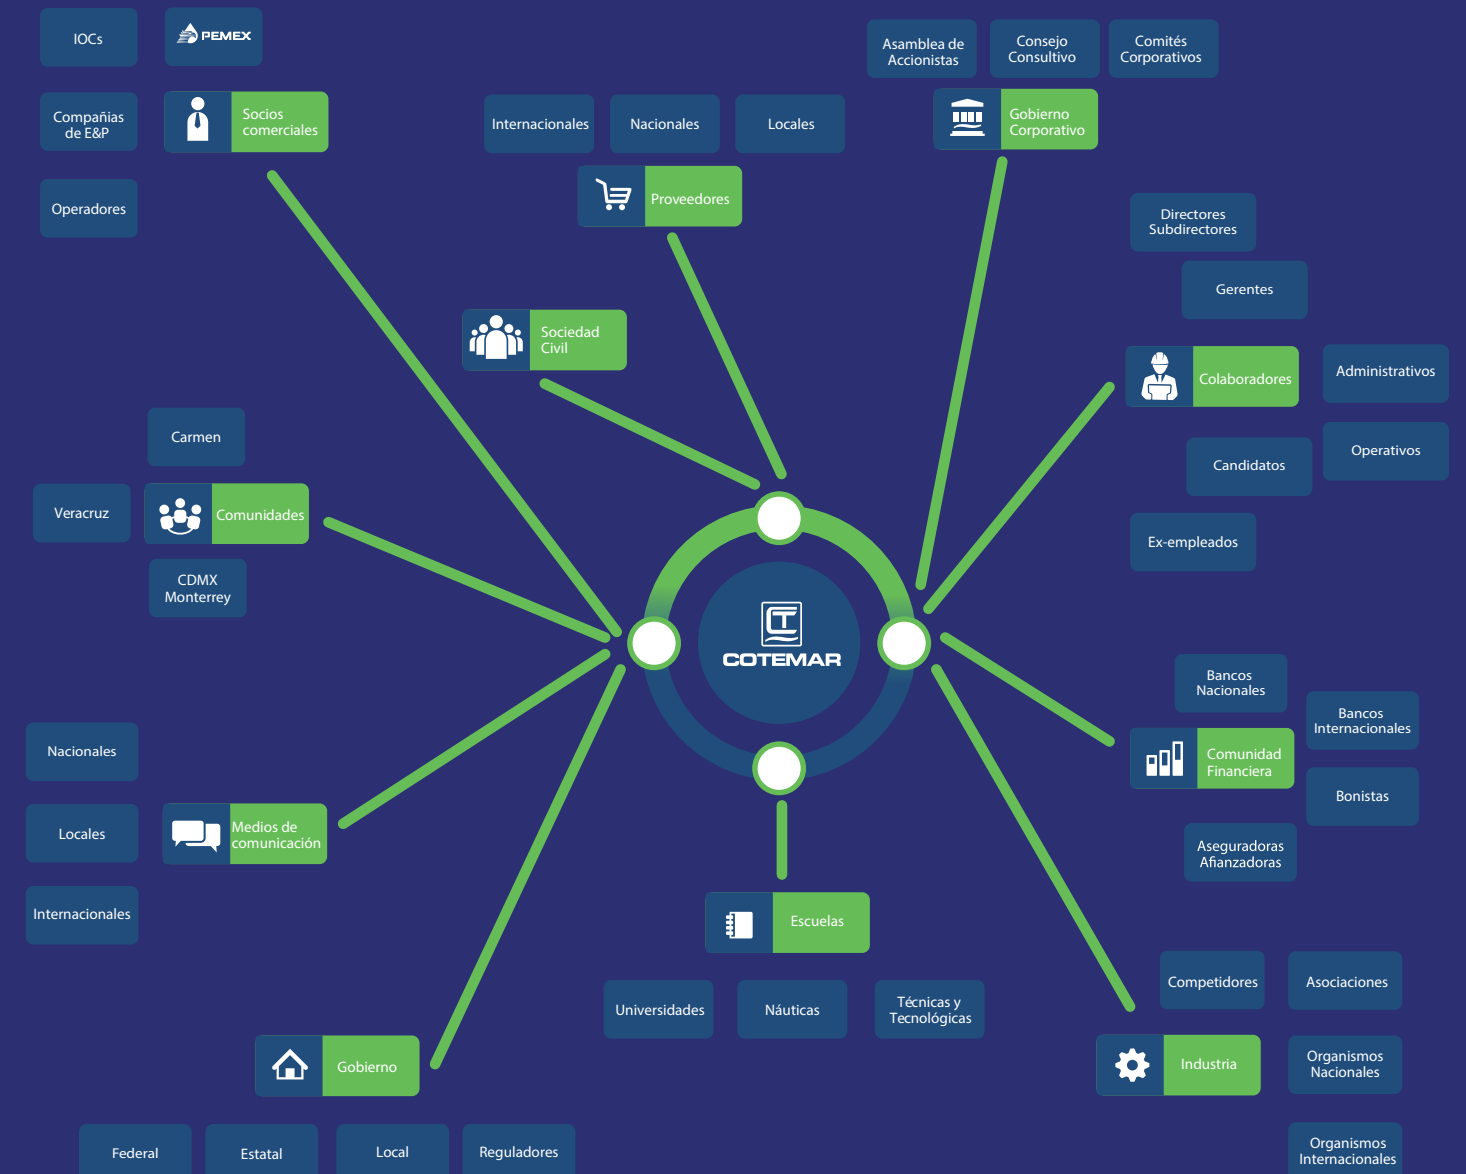 IOCs
PEMEX
Compañias
de E&P
Socios
comerciales
Operadores
Internacionales
Nacionales
Locales
Proveedores
Asamblea de
Accionistas
Consejo
Consultivo
Comités
Corporativos
Gobierno
Corporativo
Directores
Subdirectores
Gerentes
Colaboradores
Administrativos
Operativos
Candidatos
Ex-empleados
Sociedad
Civil
Carmen
Veracruz
Comunidades
CDMX
Monterrey
CT
COTEMAR
Bancos
Nacionales
Bancos
Internacionales
Comunidad
Financiera
Bonistas
Aseguradoras
Afianzadoras
Nacionales
Locales
Medios de
comunicación
Internacionales
Escuelas
Universidades
Náuticas
Técnicas y
Tecnológicas
Competidores
Asociaciones
Industria
Organismos
Nacionales
Organismos
Internacionales
Gobierno
Federal
Estatal
Local
Reguladores